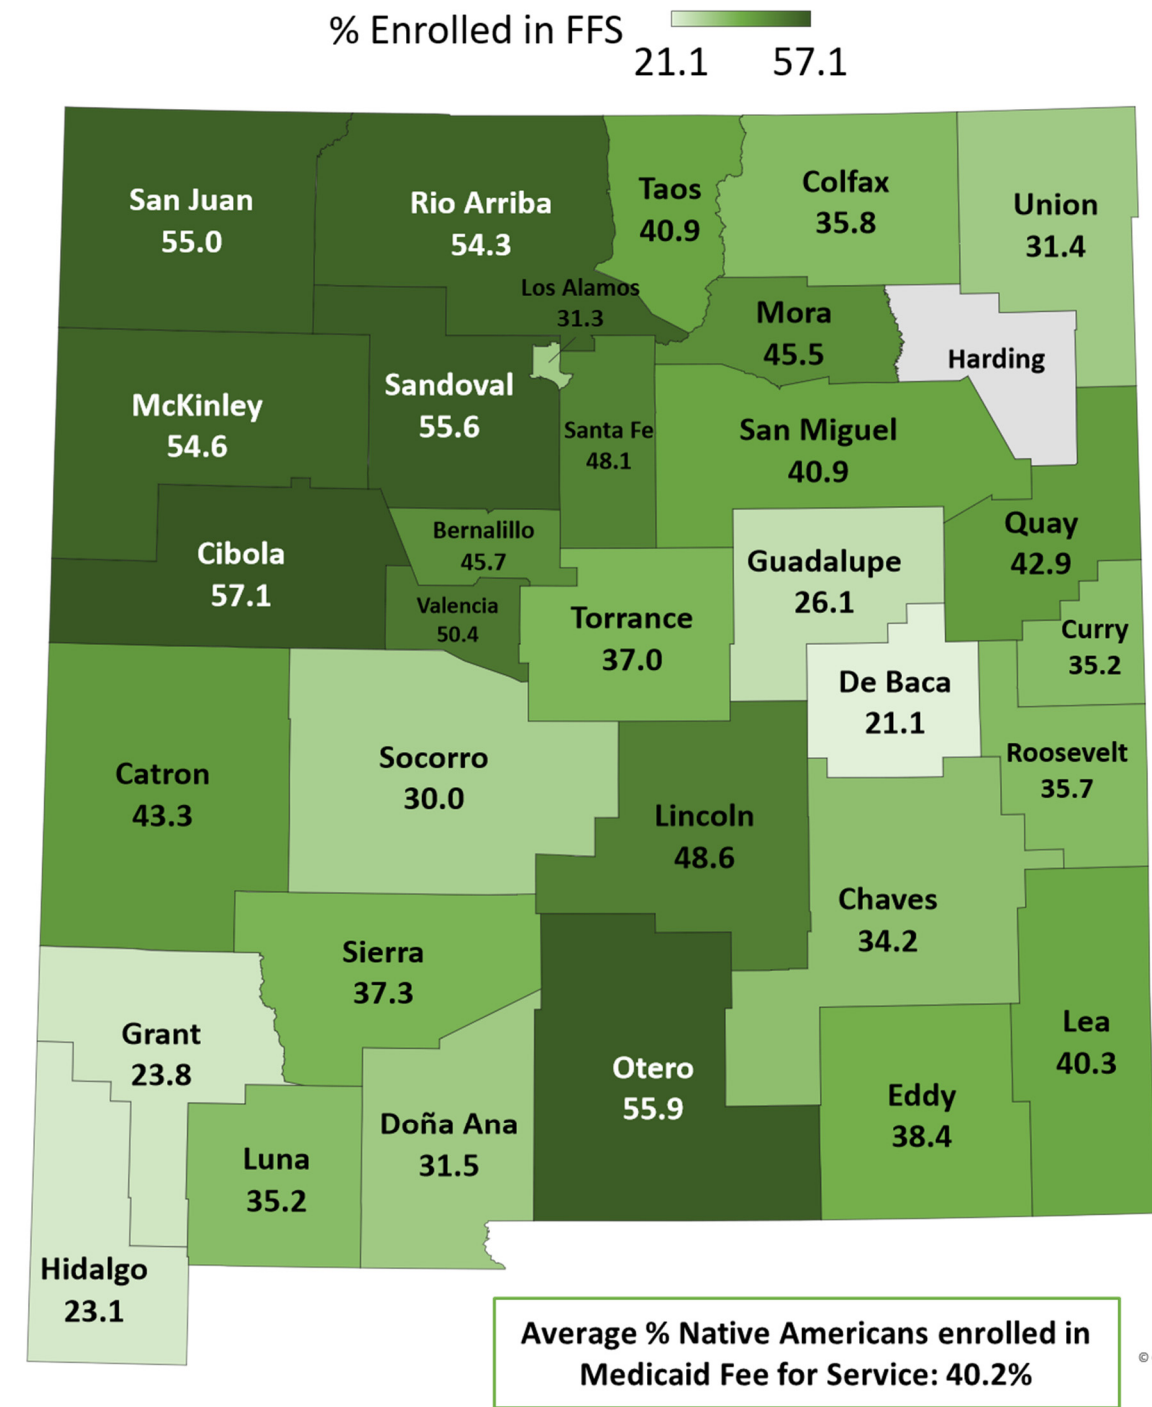 % Enrolled in FFS
21.1 57.1
San Juan
55.0
Rio Arriba
54.3
Taos
40.9
Colfax
35.8
Union
31.4
Los Alamos
31.3
Mora
45.5
Harding
McKinley
54.6
Sandoval
55.6
Santa Fe
48.1
San Miguel
40.9
Quay
42.9
Cibola
57.1
Bernalillo
45.7
Guadalupe
26.1
Valencia
50.4
Torrance
37.0
Curry
35.2
De Baca
21.1
Roosevelt
35.7
Catron
43.3
Socorro
30.0
Lincoln
48.6
Chaves
34.2
Sierra
37.3
Grant
23.8
Otero
55.9
Lea
40.3
Eddy
38.4
Doña Ana
31.5
Luna
35.2
Hidalgo
23.1
Average % Native Americans enrolled in
Medicaid Fee for Service: 40.2%
©